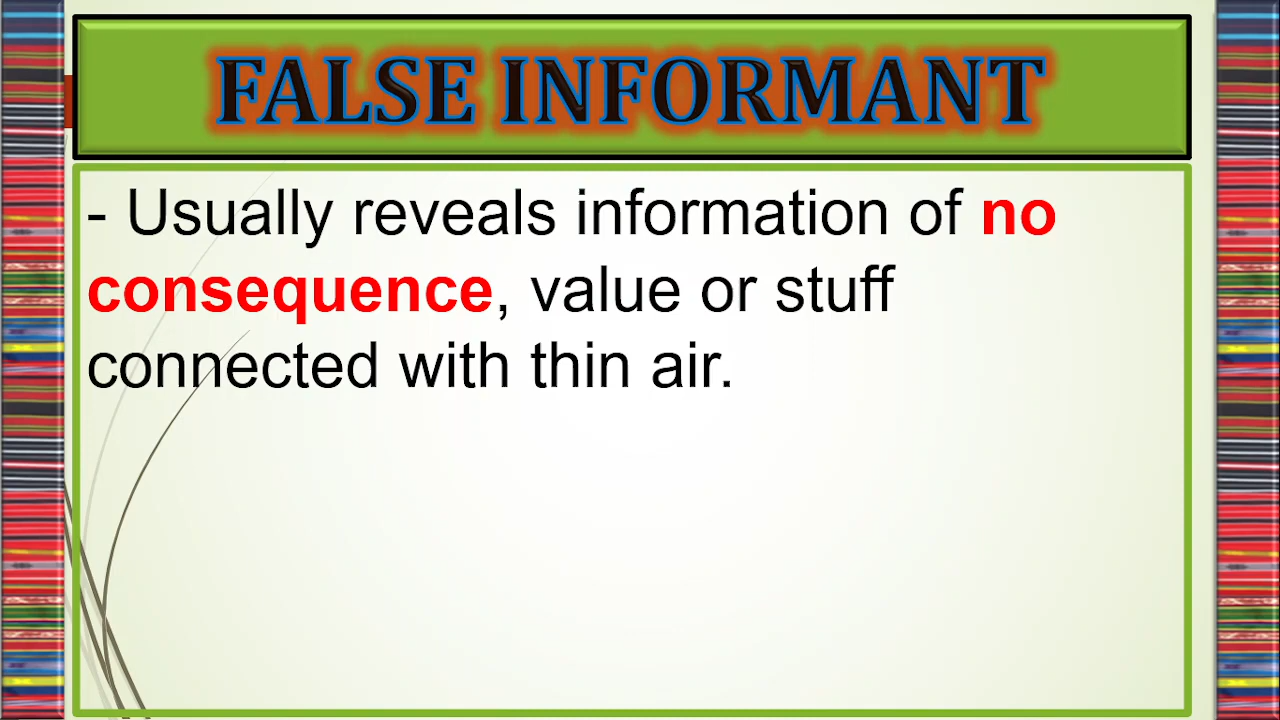 FALSE INFORMANT
- Usually reveals information of no
consequence, value or stuff
connected with thin air.